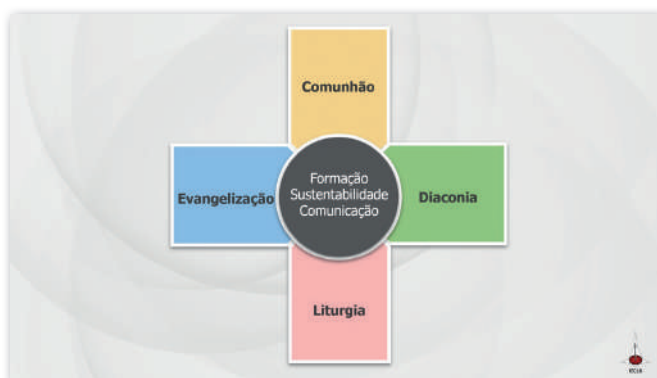 Comunhão
Evangelização
Formação
Sustentabilidade
Comunicação
Diaconia
Liturgia